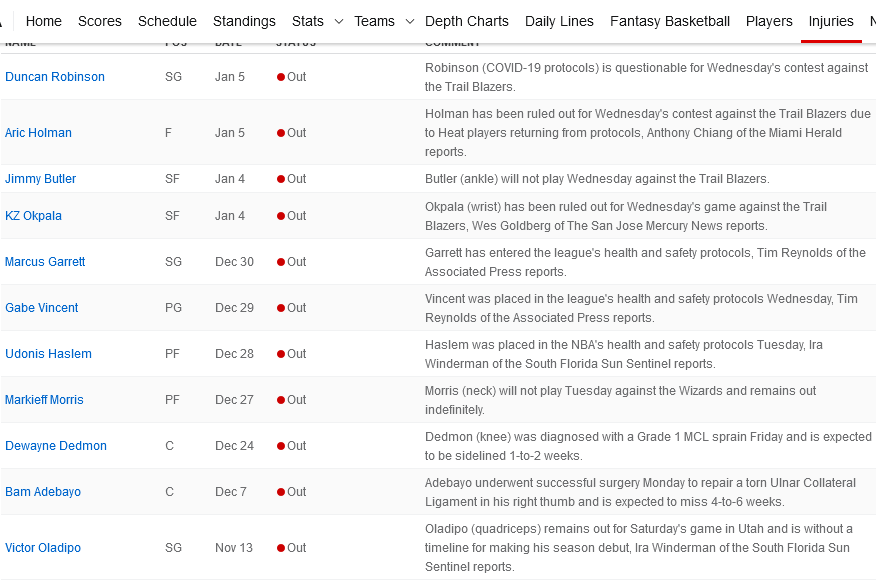 Home Scores Schedule Standings Stats Teams Depth Charts Daily Lines Fantasy Basketball Players Injuries
NAME POS DATE STATUS COMMENT
Duncan Robinson SG Jan 5 Out Robinson (COVID-19 protocols) is questionable for Wednesday's contest against
the Trail Blazers.
Aric Holman F Jan 5 Out Holman has been ruled out for Wednesday's contest against the Trail Blazers due
to Heat players returning from protocols, Anthony Chiang of the Miami Herald
reports.
Jimmy Butler SF Jan 4 Out Butler (ankle) will not play Wednesday against the Trail Blazers.
KZ Okpala SF Jan 4 Out Okpala (wrist) has been ruled out for Wednesday's game against the Trail
Blazers, Wes Goldberg of The San Jose Mercury News reports.
Marcus Garrett SG Dec 30 Out Garrett has entered the league's health and safety protocols, Tim Reynolds of the
Associated Press reports.
Gabe Vincent PG Dec 29 Out Vincent was placed in the league's health and safety protocols Wednesday, Tim
Reynolds of the Associated Press reports.
Udonis Haslem PF Dec 28 Out Haslem was placed in the NBA's health and safety protocols Tuesday, Ira
Winderman of the South Florida Sun Sentinel reports.
Markieff Morris PF Dec 27 Out Morris (neck) will not play Tuesday against the Wizards and remains out
indefinitely.
Dewayne Dedmon C Dec 24 Out Dedmon (knee) was diagnosed with a Grade 1 MCL sprain Friday and is expected
to be sidelined 1-to-2 weeks.
Bam Adebayo C Dec 7 Out Adebayo underwent successful surgery Monday to repair a torn Ulnar Collateral
Ligament in his right thumb and is expected to miss 4-to-6 weeks.
Victor Oladipo SG Nov 13 Out Oladipo (quadriceps) remains out for Saturday's game in Utah and is without a
timeline for making his season debut, Ira Winderman of the South Florida Sun
Sentinel reports.